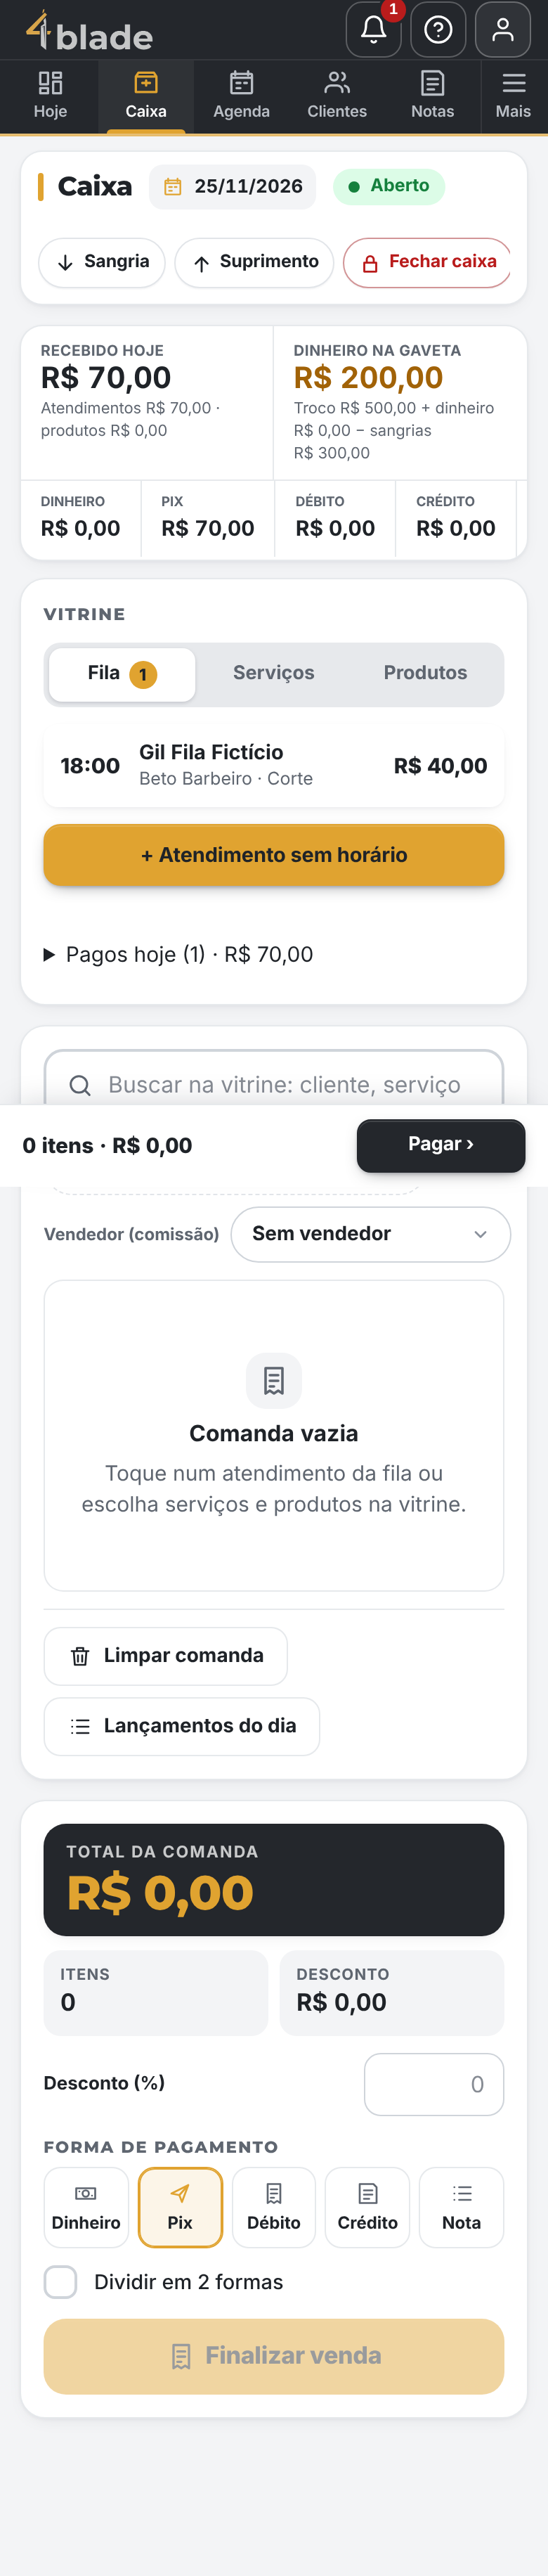 4blade
1
Hoje
Caixa
Agenda
Clientes
Notas
Mais
Caixa
25/11/2026
Aberto
Sangria
Suprimento
Fechar caixa
RECEBIDO HOJE
R$ 70,00
Atendimentos R$ 70,00 ·
produtos R$ 0,00
DINHEIRO NA GAVETA
R$ 200,00
Troco R$ 500,00 + dinheiro
R$ 0,00 − sangrias
R$ 300,00
DINHEIRO
R$ 0,00
PIX
R$ 70,00
DÉBITO
R$ 0,00
CRÉDITO
R$ 0,00
VITRINE
Fila 1
Serviços
Produtos
18:00
Gil Fila Fictício
Beto Barbeiro · Corte
R$ 40,00
+ Atendimento sem horário
▶ Pagos hoje (1) · R$ 70,00
Buscar na vitrine: cliente, serviço
0 itens · R$ 0,00
Pagar ›
Vendedor (comissão)
Sem vendedor
Comanda vazia
Toque num atendimento da fila ou
escolha serviços e produtos na vitrine.
Limpar comanda
Lançamentos do dia
TOTAL DA COMANDA
R$ 0,00
ITENS
0
DESCONTO
R$ 0,00
Desconto (%)
0
FORMA DE PAGAMENTO
Dinheiro
Pix
Débito
Crédito
Nota
Dividir em 2 formas
Finalizar venda